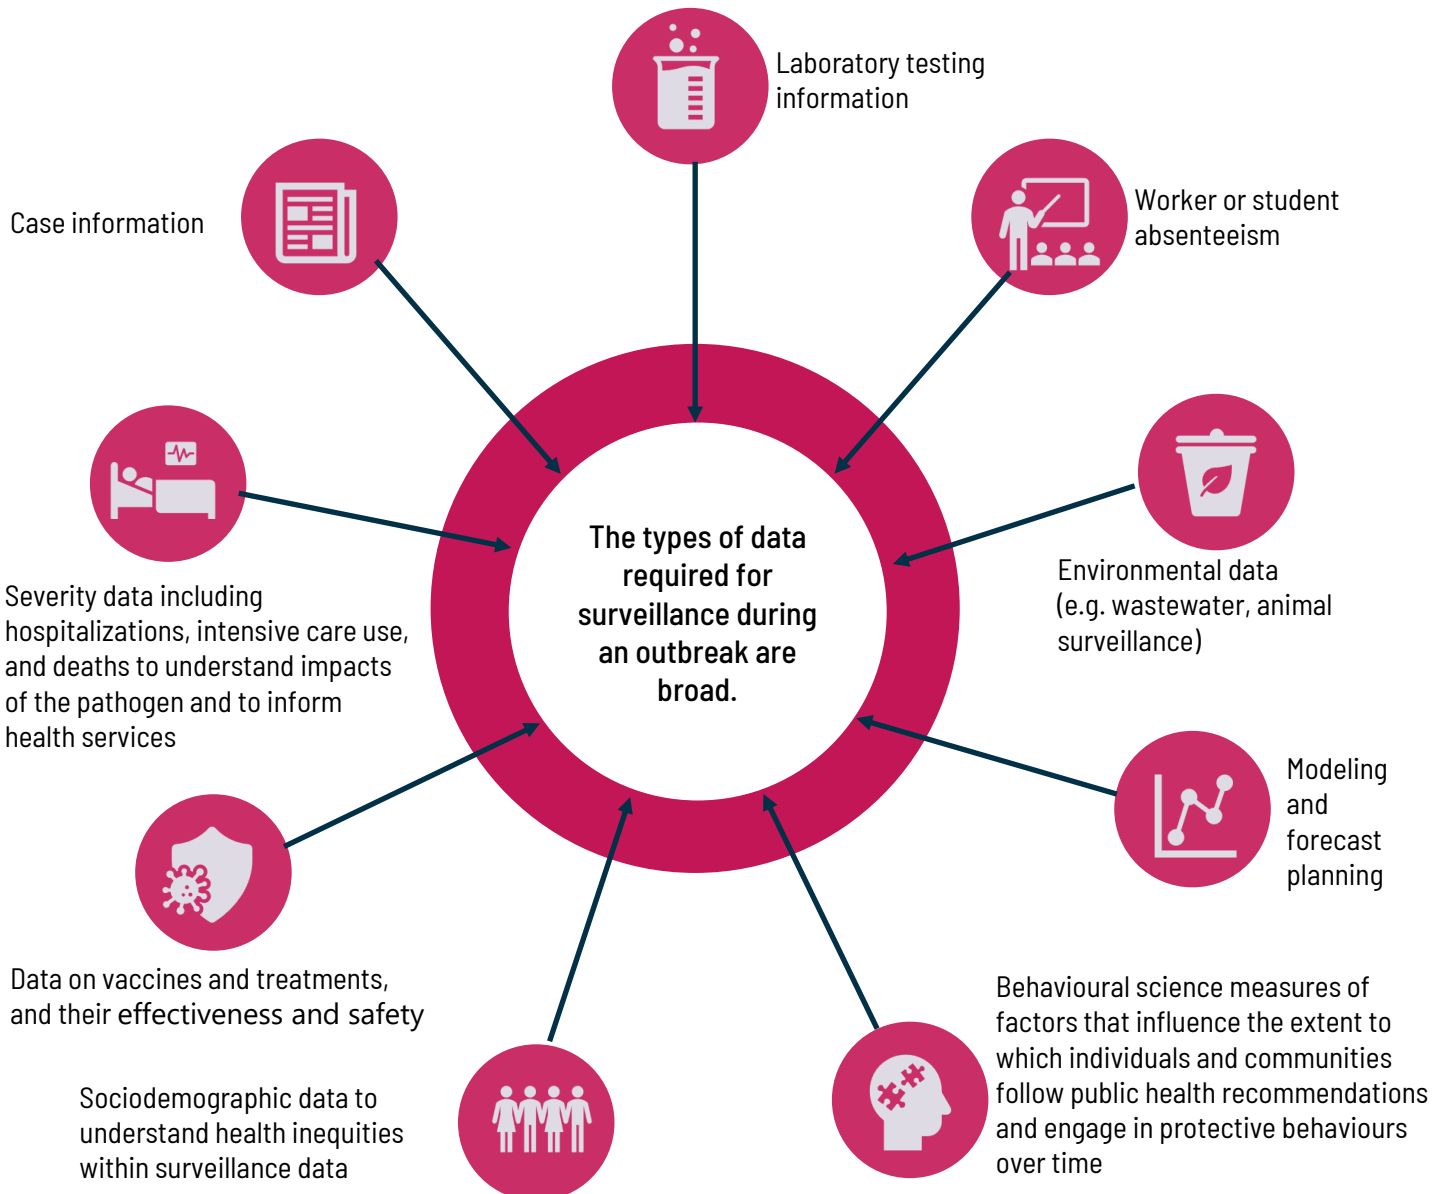 Laboratory testing
information
Worker or student
absenteeism
Case information
Environmental data
(e.g. wastewater, animal
surveillance)
The types of data
required for
surveillance during
an outbreak are
broad.
Severity data including
hospitalizations, intensive care use,
and deaths to understand impacts
of the pathogen and to inform
health services
Modeling
and
forecast
planning
Data on vaccines and treatments,
and their effectiveness and safety
Behavioural science measures of
factors that influence the extent to
which individuals and communities
follow public health recommendations
and engage in protective behaviours
over time
Sociodemographic data to
understand health inequities
within surveillance data